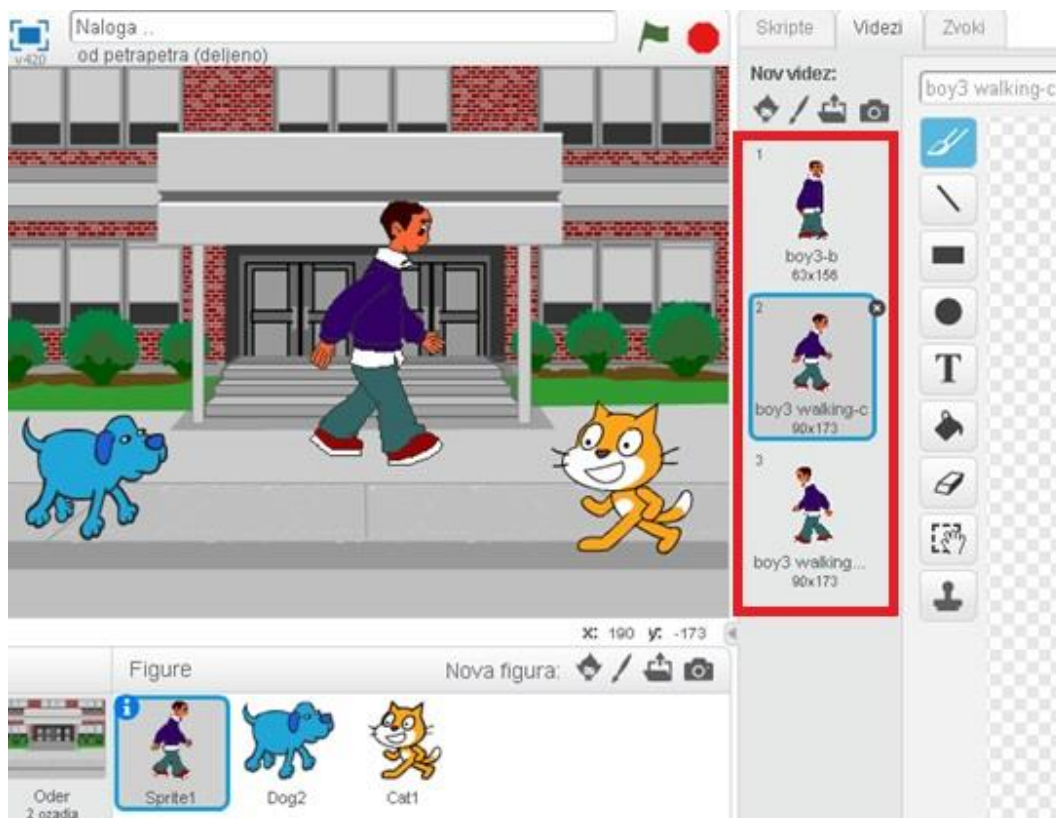 Naloga ..
v420
od petrapetra (deljeno)
Skripte
Videzi
Zvoki
Nov videz:
boy3 walking-c
1
boy3-b
63x156
2
boy3 walking-c
90x173
3
boy3 walking...
90x173
T
x: 190 y: -173
Figure
Nova figura:
Oder
2 ozadja
Sprite1
Dog2
Cat1